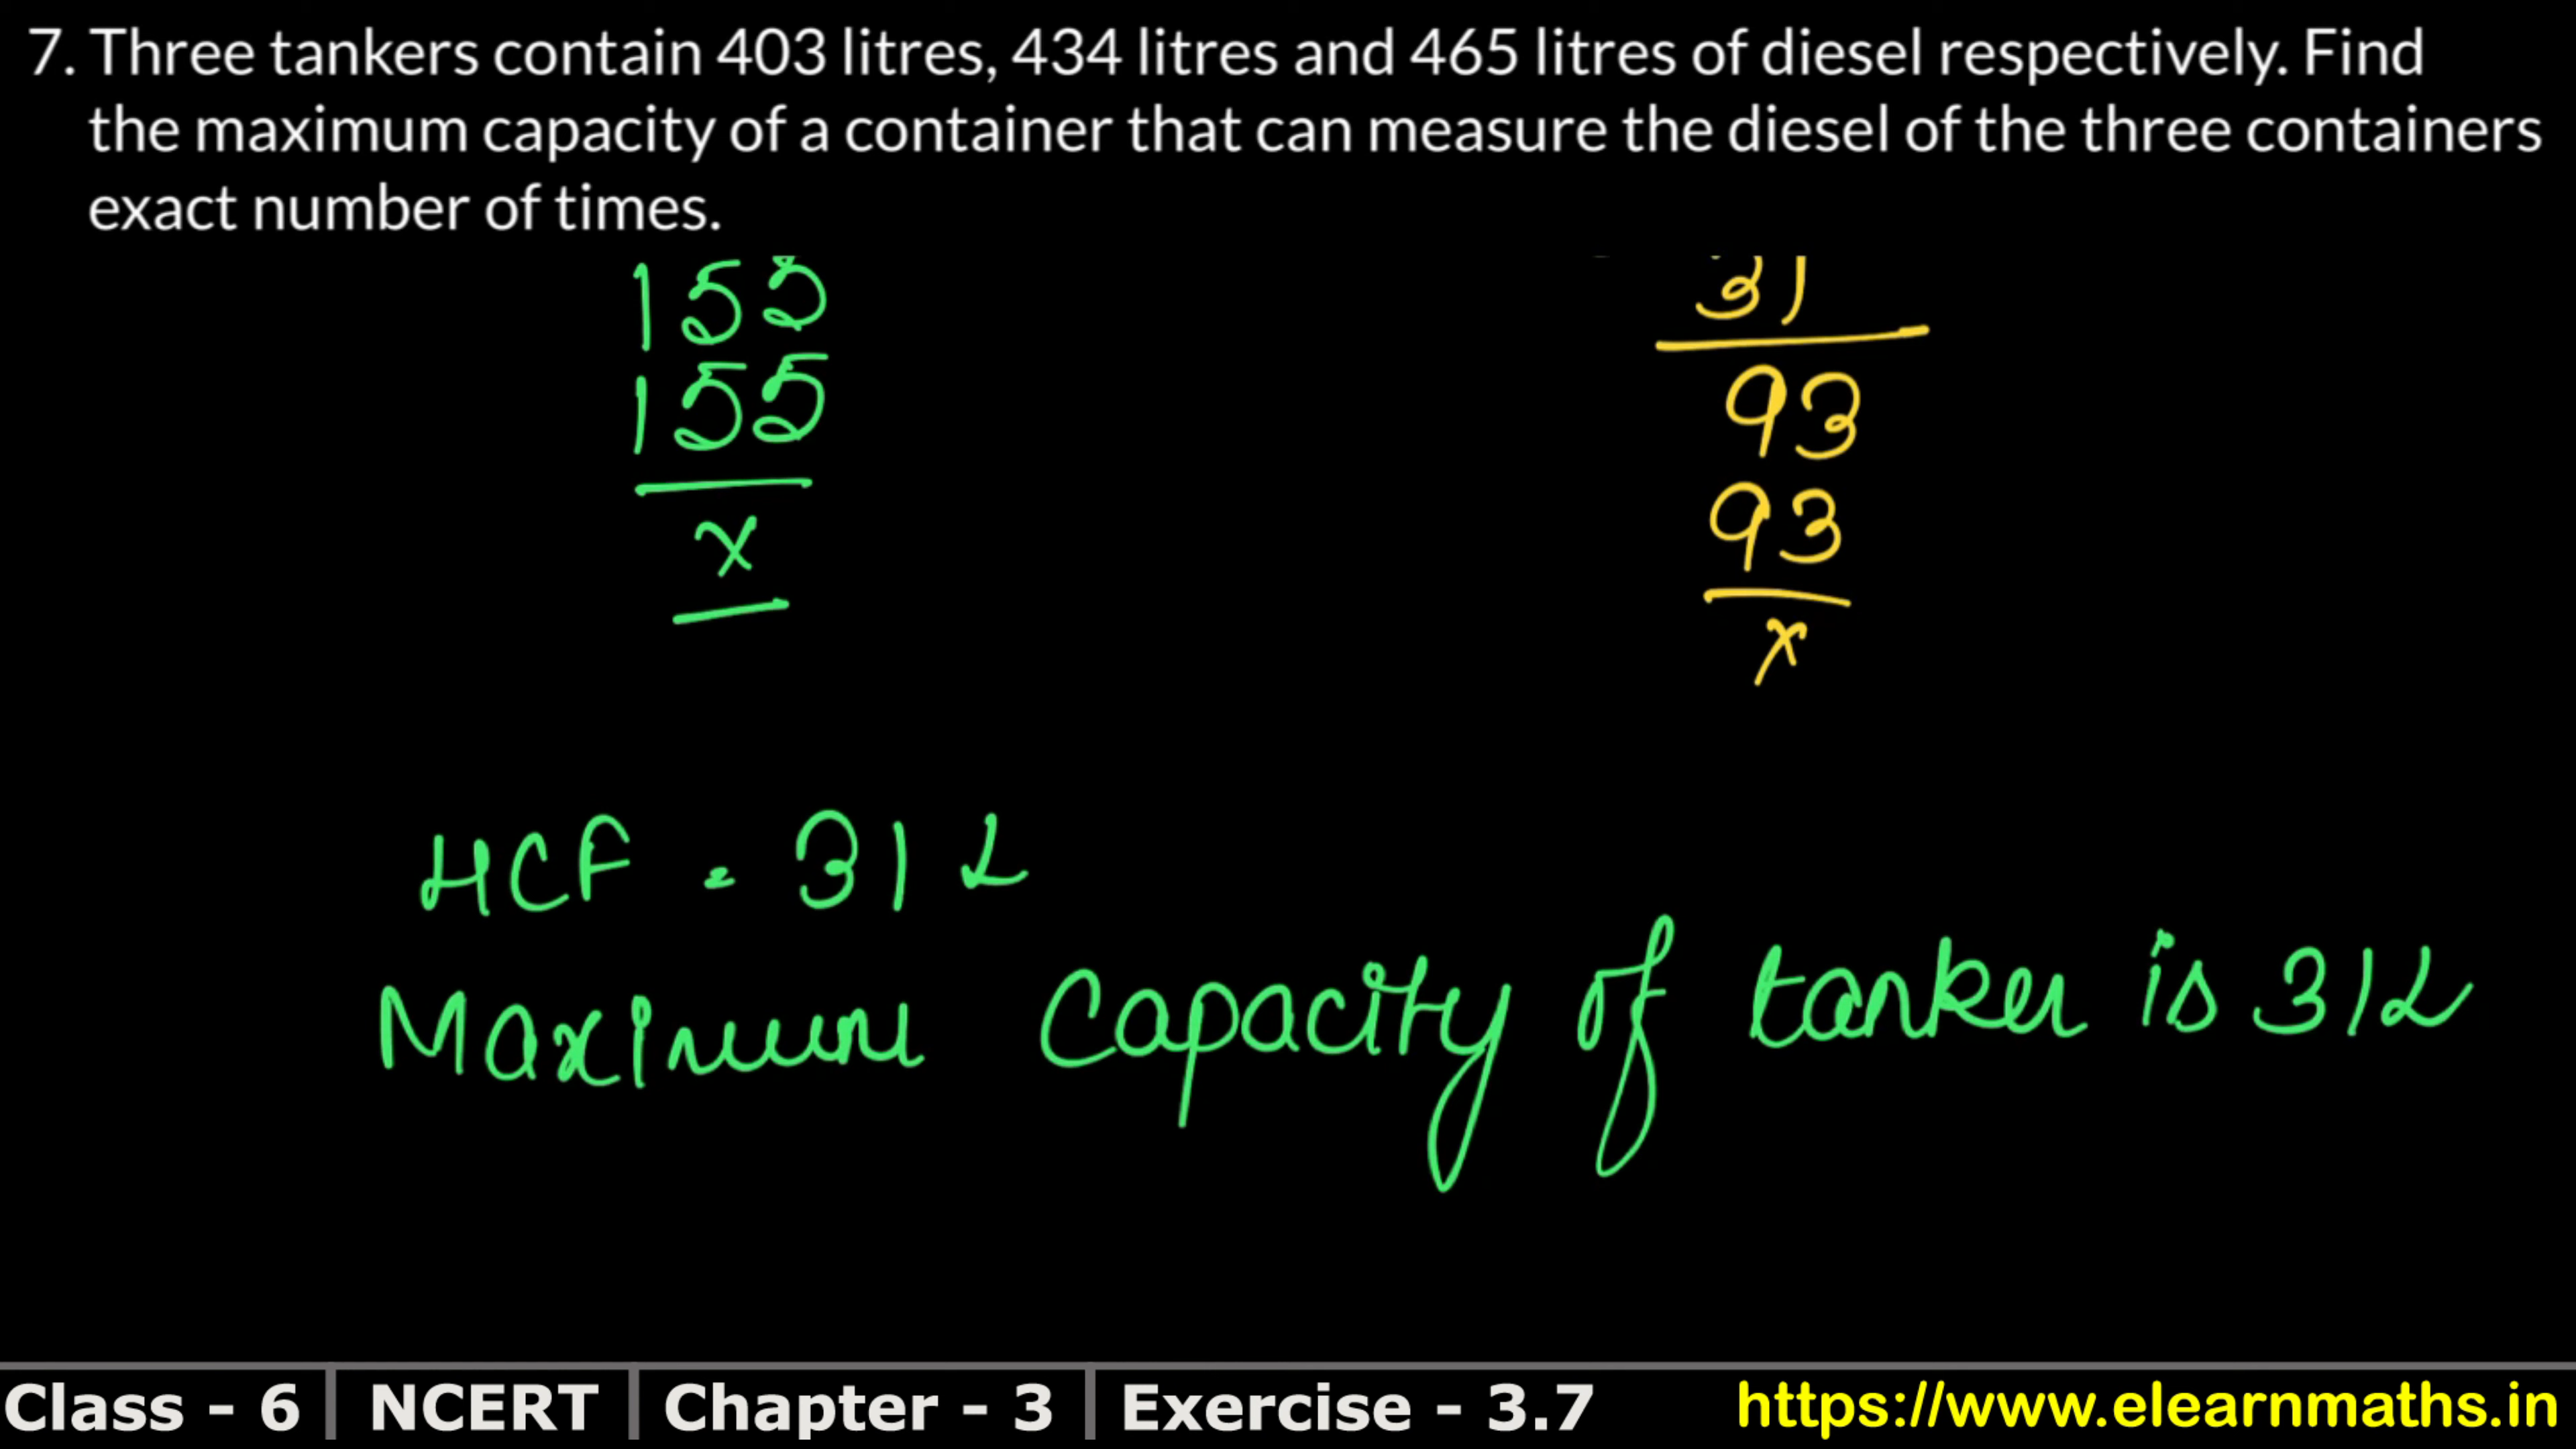 7. Three tankers contain 403 litres, 434 litres and 465 litres of diesel respectively. Find
the maximum capacity of a container that can measure the diesel of the three containers
exact number of times.
155
155
x
31
93
93
x
HCF = 31 L
Maximum Capacity of tanker is 31L
Class - 6 | NCERT | Chapter - 3 | Exercise - 3.7 https://www.elearnmaths.in